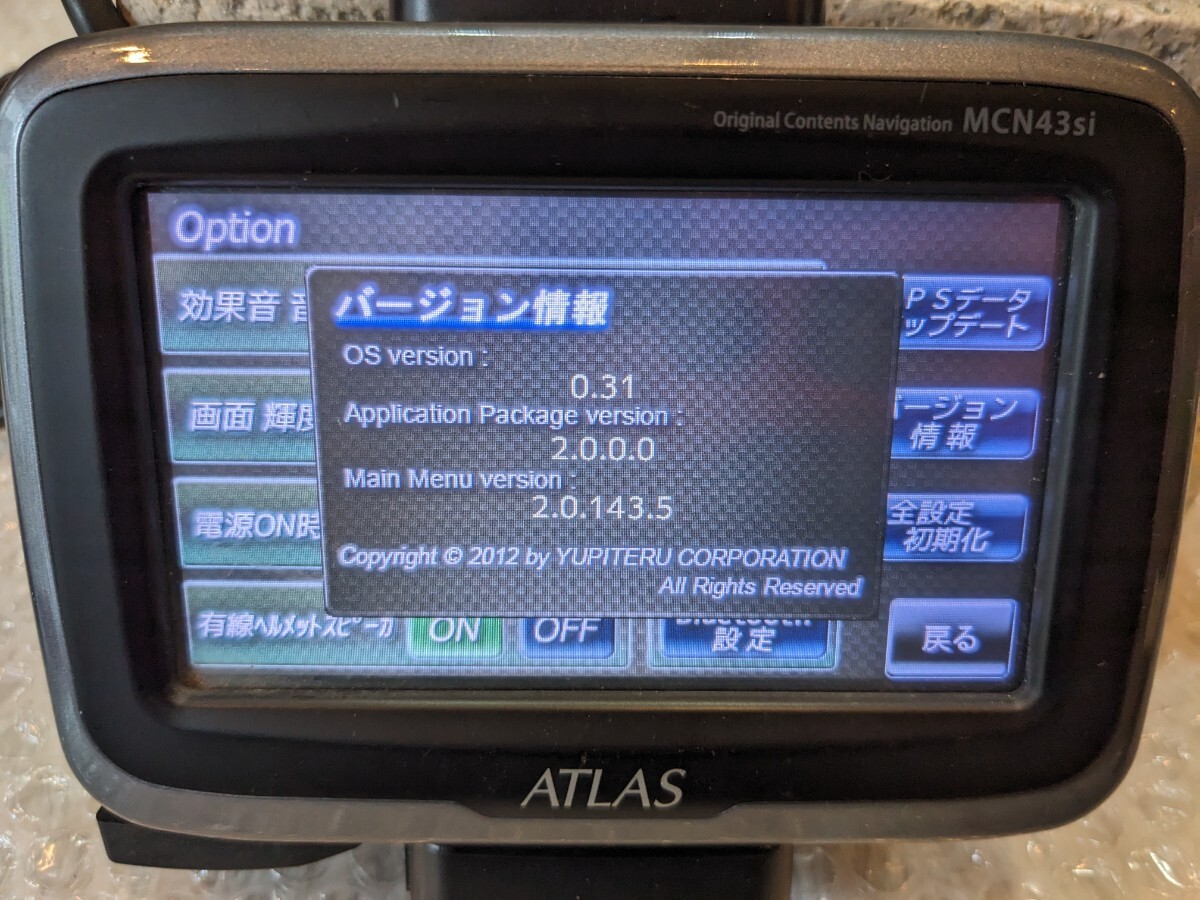 Original Contents Navigation MCN43si
Option
効果音
バージョン情報
PSデータ
ップデート
OS version :
0.31
画面 輝度
Application Package version :
2.0.0.0
ージョン
情報
Main Menu version :
2.0.143.5
電源ON時
全設定
初期化
Copyright © 2012 by YUPITERU CORPORATION
All Rights Reserved
有線ヘルメットスピーカ
ON
OFF
Bluetooth
設定
戻る
ATLAS